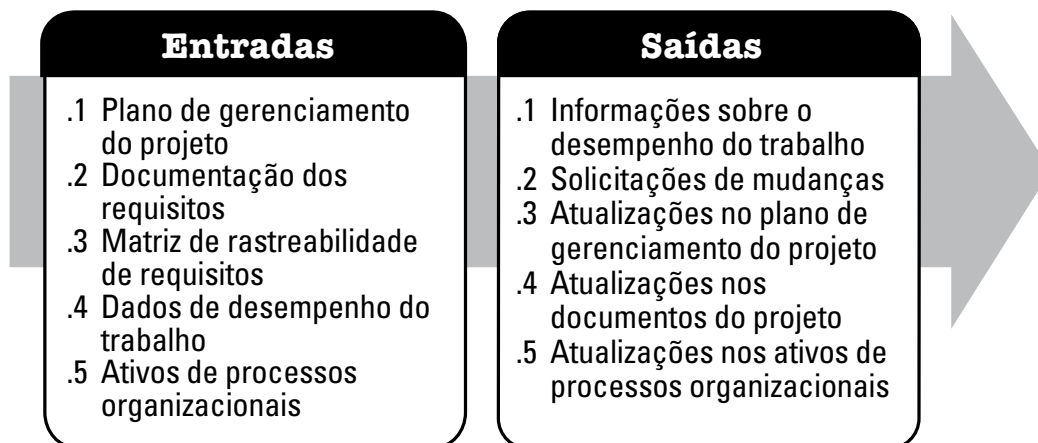 Entradas
.1 Plano de gerenciamento
do projeto
.2 Documentação dos
requisitos
.3 Matriz de rastreabilidade
de requisitos
.4 Dados de desempenho do
trabalho
.5 Ativos de processos
organizacionais
Saídas
.1 Informações sobre o
desempenho do trabalho
.2 Solicitações de mudanças
.3 Atualizações no plano de
gerenciamento do projeto
.4 Atualizações nos
documentos do projeto
.5 Atualizações nos ativos de
processos organizacionais